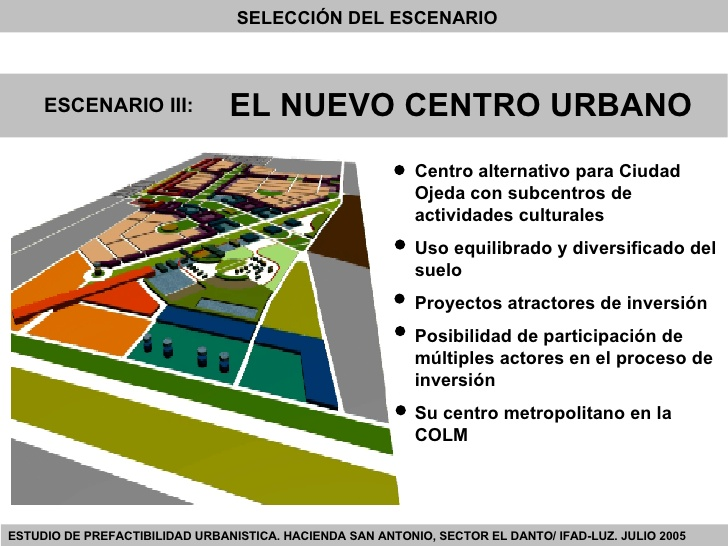 SELECCIÓN DEL ESCENARIO
ESCENARIO III: EL NUEVO CENTRO URBANO
● Centro alternativo para Ciudad
Ojeda con subcentros de
actividades culturales
● Uso equilibrado y diversificado del
suelo
● Proyectos atractores de inversión
● Posibilidad de participación de
múltiples actores en el proceso de
inversión
● Su centro metropolitano en la
COLM
ESTUDIO DE PREFACTIBILIDAD URBANISTICA. HACIENDA SAN ANTONIO, SECTOR EL DANTO/ IFAD-LUZ. JULIO 2005